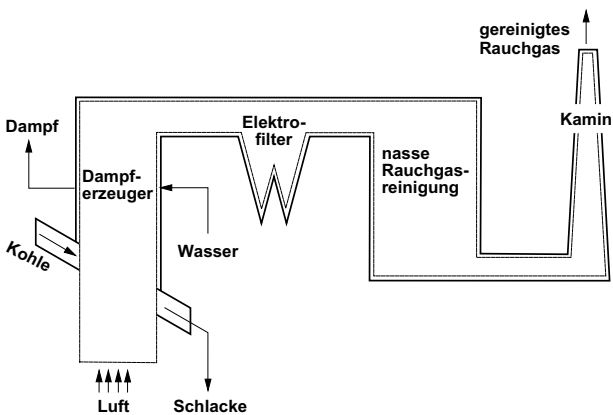 gereinigtes
Rauchgas
Kamin
Elektro-
filter
Dampf
nasse
Rauchgas-
reinigung
Dampf-
erzeuger
Wasser
Kohle
Luft
Schlacke